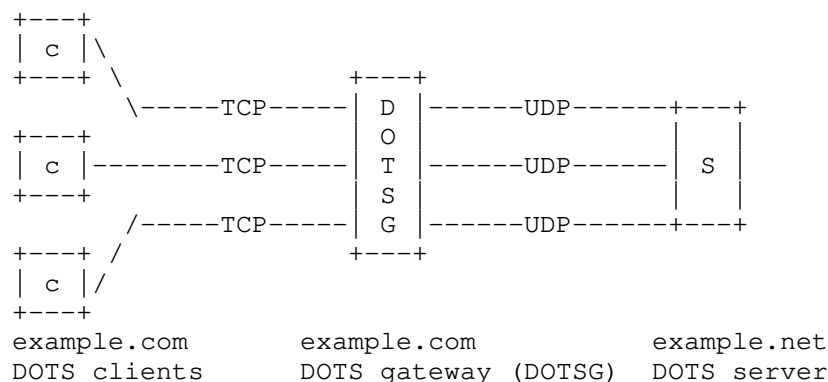 +---+
| c |\
+---+  \              +---+
        \-----TCP-----| D |------UDP------+---+
+---+                 | O |               |   |
| c |--------TCP-----| T |------UDP-----| S |
+---+                 | S |               |   |
        /-----TCP-----| G |------UDP------+---+
+---+  /              +---+
| c |/
+---+
example.com        example.com              example.net
DOTS clients       DOTS gateway (DOTSG)  DOTS server